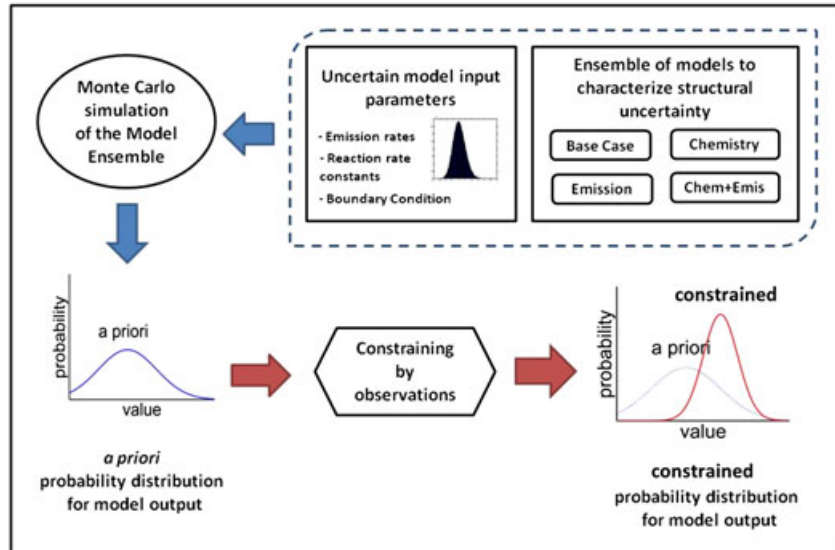 Monte Carlo
simulation
of the Model
Ensemble
Uncertain model input
parameters
- Emission rates
- Reaction rate
constants
- Boundary Condition
Ensemble of models to
characterize structural
uncertainty
Base Case
Chemistry
Emission
Chem+Emis
probability
a priori
value
a priori
probability distribution
for model output
Constraining
by
observations
constrained
probability
a priori
value
constrained
probability distribution
for model output